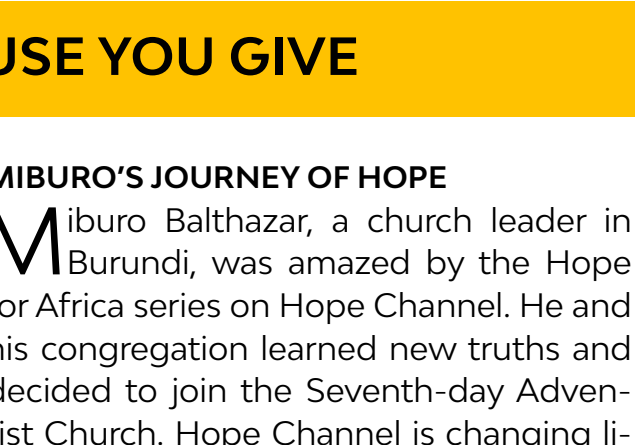 USE YOU GIVE
MIBURO'S JOURNEY OF HOPE
Miburo Balthazar, a church leader in
Burundi, was amazed by the Hope
or Africa series on Hope Channel. He and
his congregation learned new truths and
decided to join the Seventh-day Adven-
ist Church. Hope Channel is changing li-